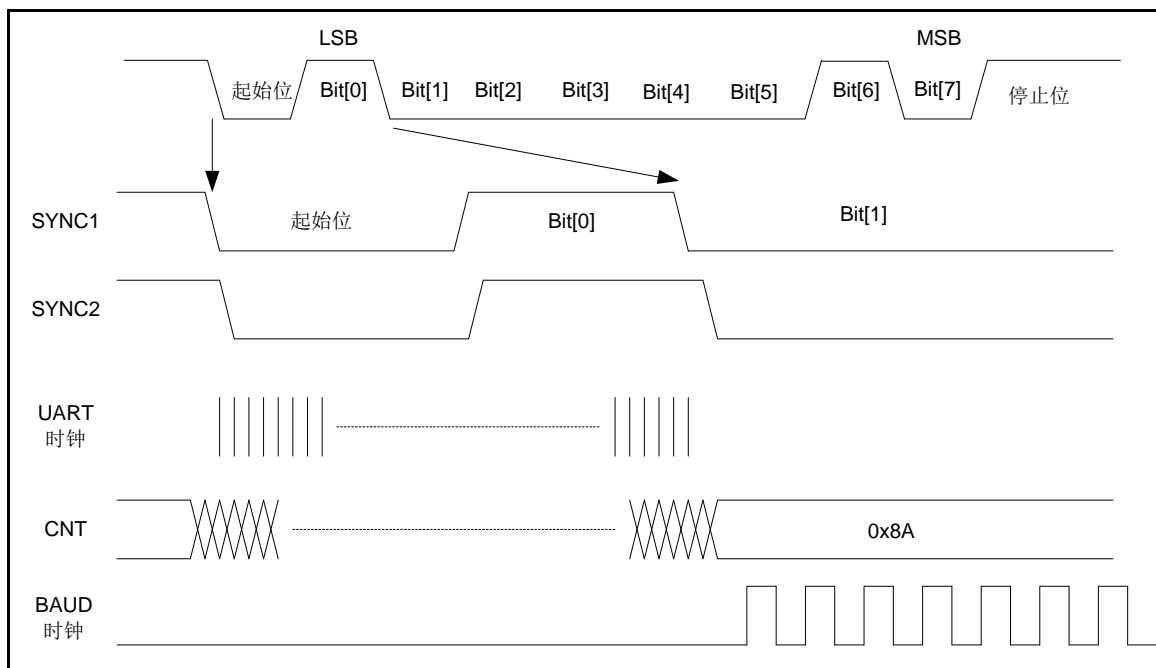 LSB
MSB
起始位
Bit[0]
Bit[1]
Bit[2]
Bit[3]
Bit[4]
Bit[5]
Bit[6]
Bit[7]
停止位
SYNC1
起始位
Bit[0]
Bit[1]
SYNC2
UART
时钟
CNT
0x8A
BAUD
时钟